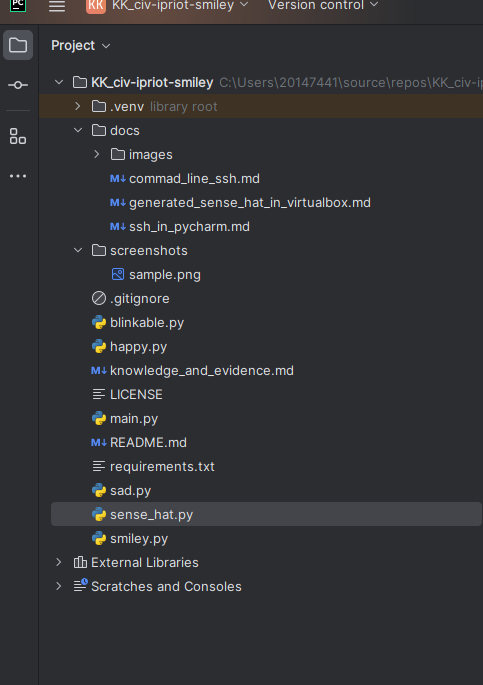 PC
KK KK_civ-ipriot-smiley Version control
Project
KK_civ-ipriot-smiley C:\Users\20147441\source\repos\KK_civ-ip
.venv library root
docs
images
M↓ commad_line_ssh.md
M↓ generated_sense_hat_in_virtualbox.md
M↓ ssh_in_pycharm.md
screenshots
sample.png
.gitignore
blinkable.py
happy.py
M↓ knowledge_and_evidence.md
LICENSE
main.py
M↓ README.md
requirements.txt
sad.py
sense_hat.py
smiley.py
External Libraries
Scratches and Consoles